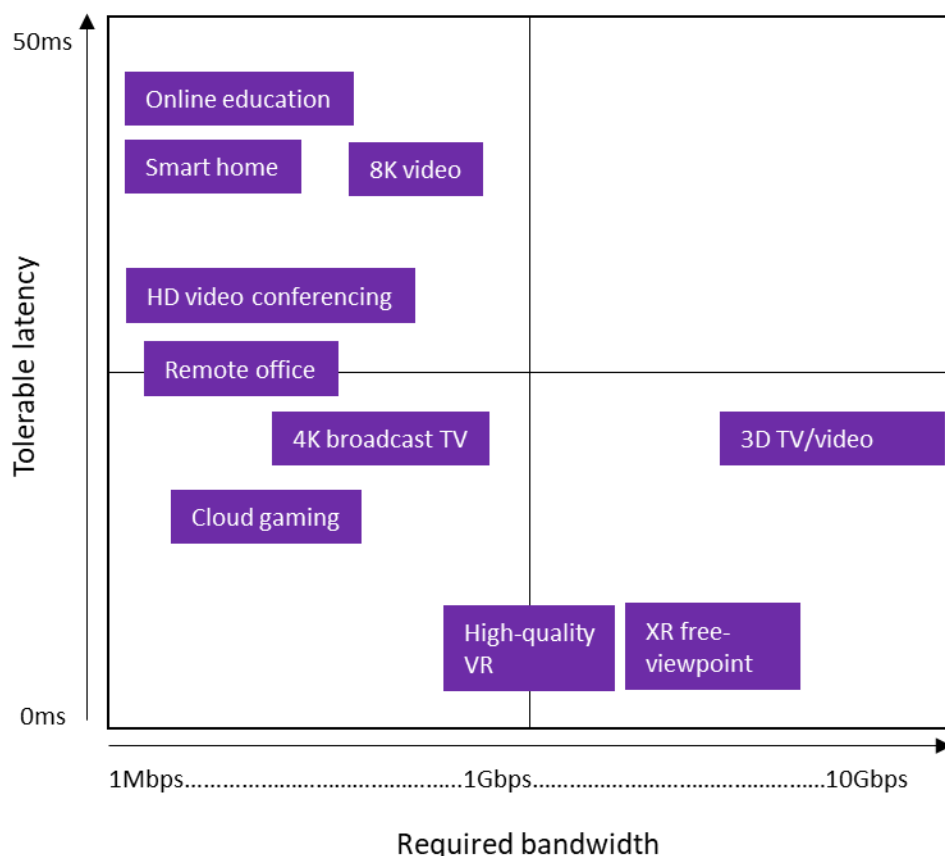 50ms
Online education
Smart home
8K video
HD video conferencing
Remote office
4K broadcast TV
3D TV/video
Cloud gaming
High-quality
VR
XR free-
viewpoint
0ms
Tolerable latency
1Mbps.......................................1Gbps.........................................10Gbps
Required bandwidth